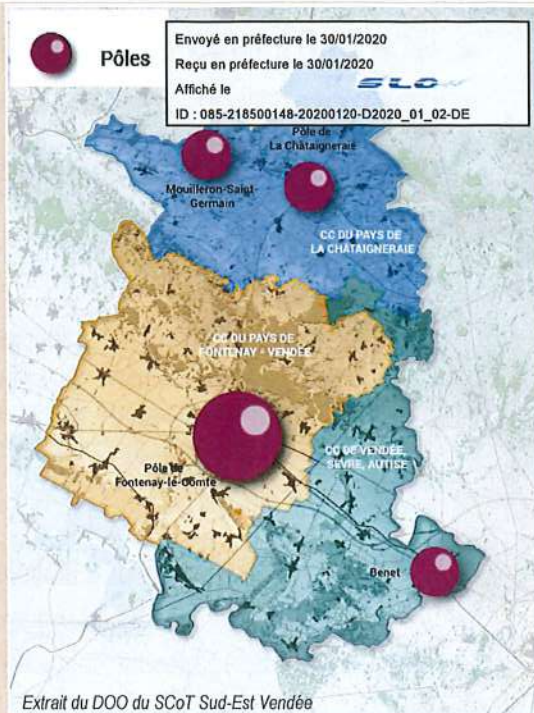 Pôles
Envoyé en préfecture le 30/01/2020
Reçu en préfecture le 30/01/2020
Affiché le
SLO
ID : 085-218500148-20200120-D2020_01_02-DE
Pôle de
La Châtaigneraie
Mouilleron-Saint-
Germain
CC DU PAYS DE
LA CHÂTAIGNERAIE
CC DU PAYS DE
FONTENAY - VENDÉE
CC DE VENDÉE,
SÈVRE, AUTISE
Pôle de
Fontenay-le-Comte
Benet
Extrait du DOO du SCoT Sud-Est Vendée